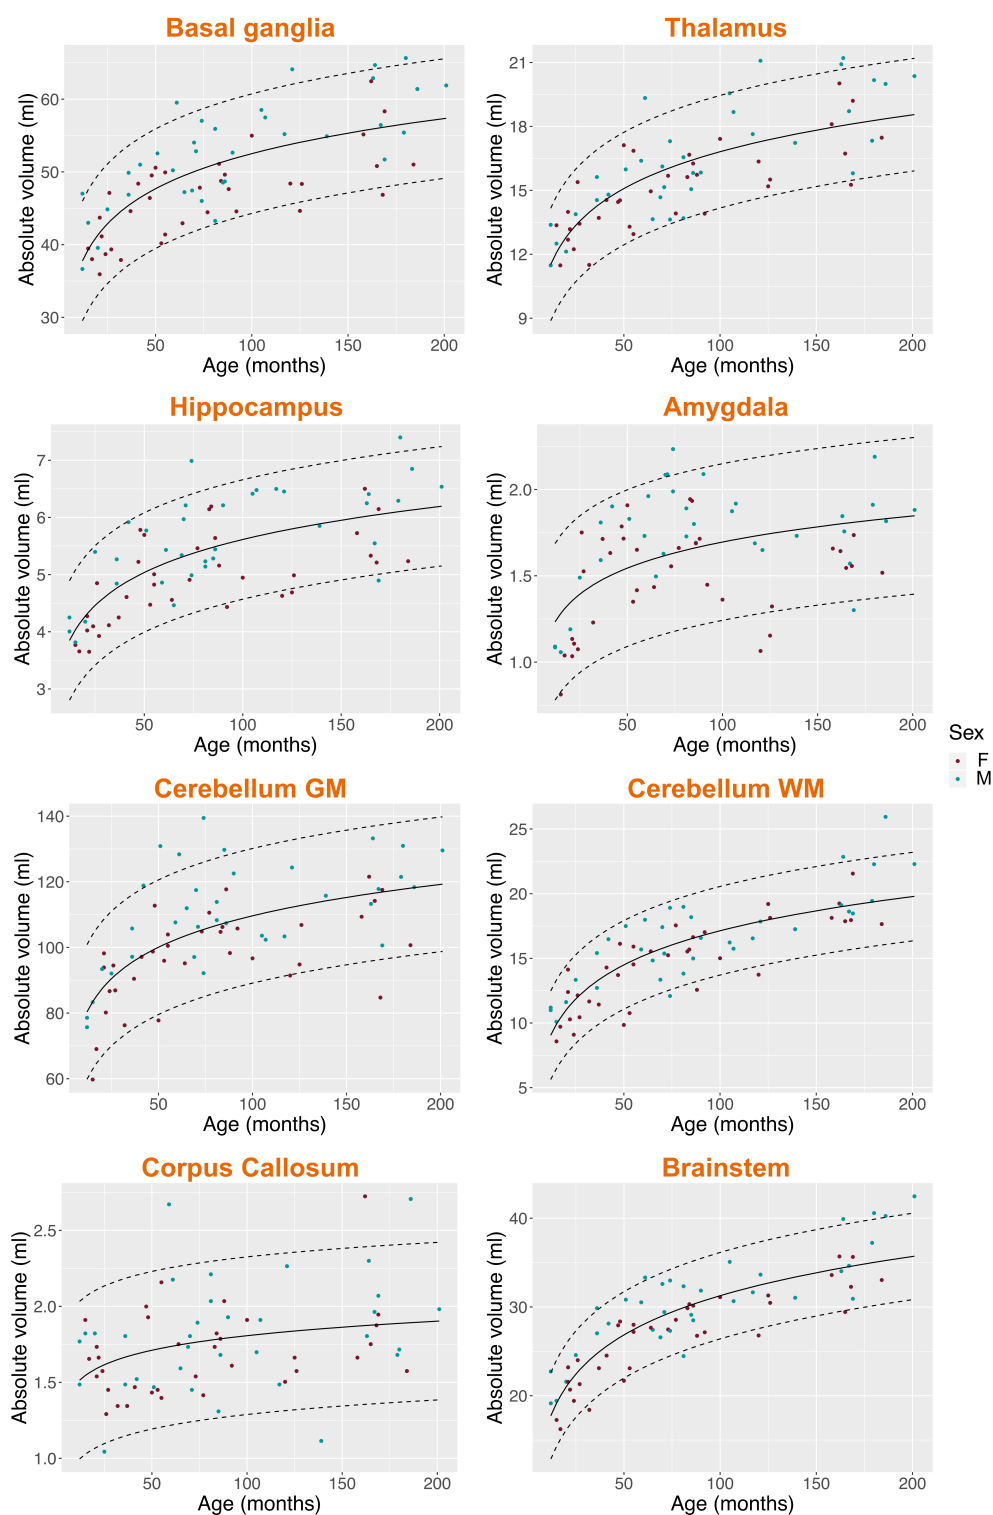 Basal ganglia
Absolute volume (ml)
60
50
40
30
50 100 150 200
Age (months)
Thalamus
Absolute volume (ml)
21
18
15
12
9
50 100 150 200
Age (months)
Hippocampus
Absolute volume (ml)
7
6
5
4
3
50 100 150 200
Age (months)
Amygdala
Absolute volume (ml)
2.0
1.5
1.0
50 100 150 200
Age (months)
Sex
F
M
Cerebellum GM
Absolute volume (ml)
140
120
100
80
60
50 100 150 200
Age (months)
Cerebellum WM
Absolute volume (ml)
25
20
15
10
5
50 100 150 200
Age (months)
Corpus Callosum
Absolute volume (ml)
2.5
2.0
1.5
1.0
50 100 150 200
Age (months)
Brainstem
Absolute volume (ml)
40
30
20
50 100 150 200
Age (months)